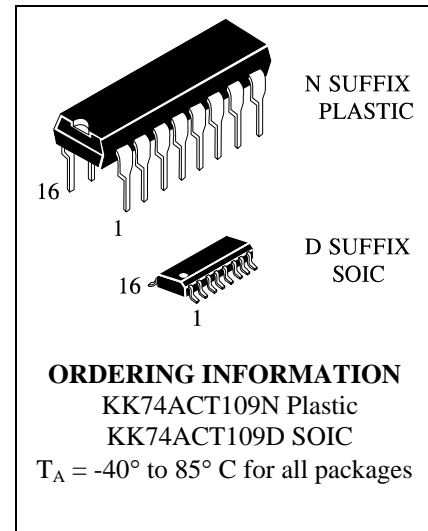 N SUFFIX
PLASTIC
16
1
D SUFFIX
SOIC
16
1
ORDERING INFORMATION
KK74ACT109N Plastic
KK74ACT109D SOIC
TA = -40° to 85° C for all packages